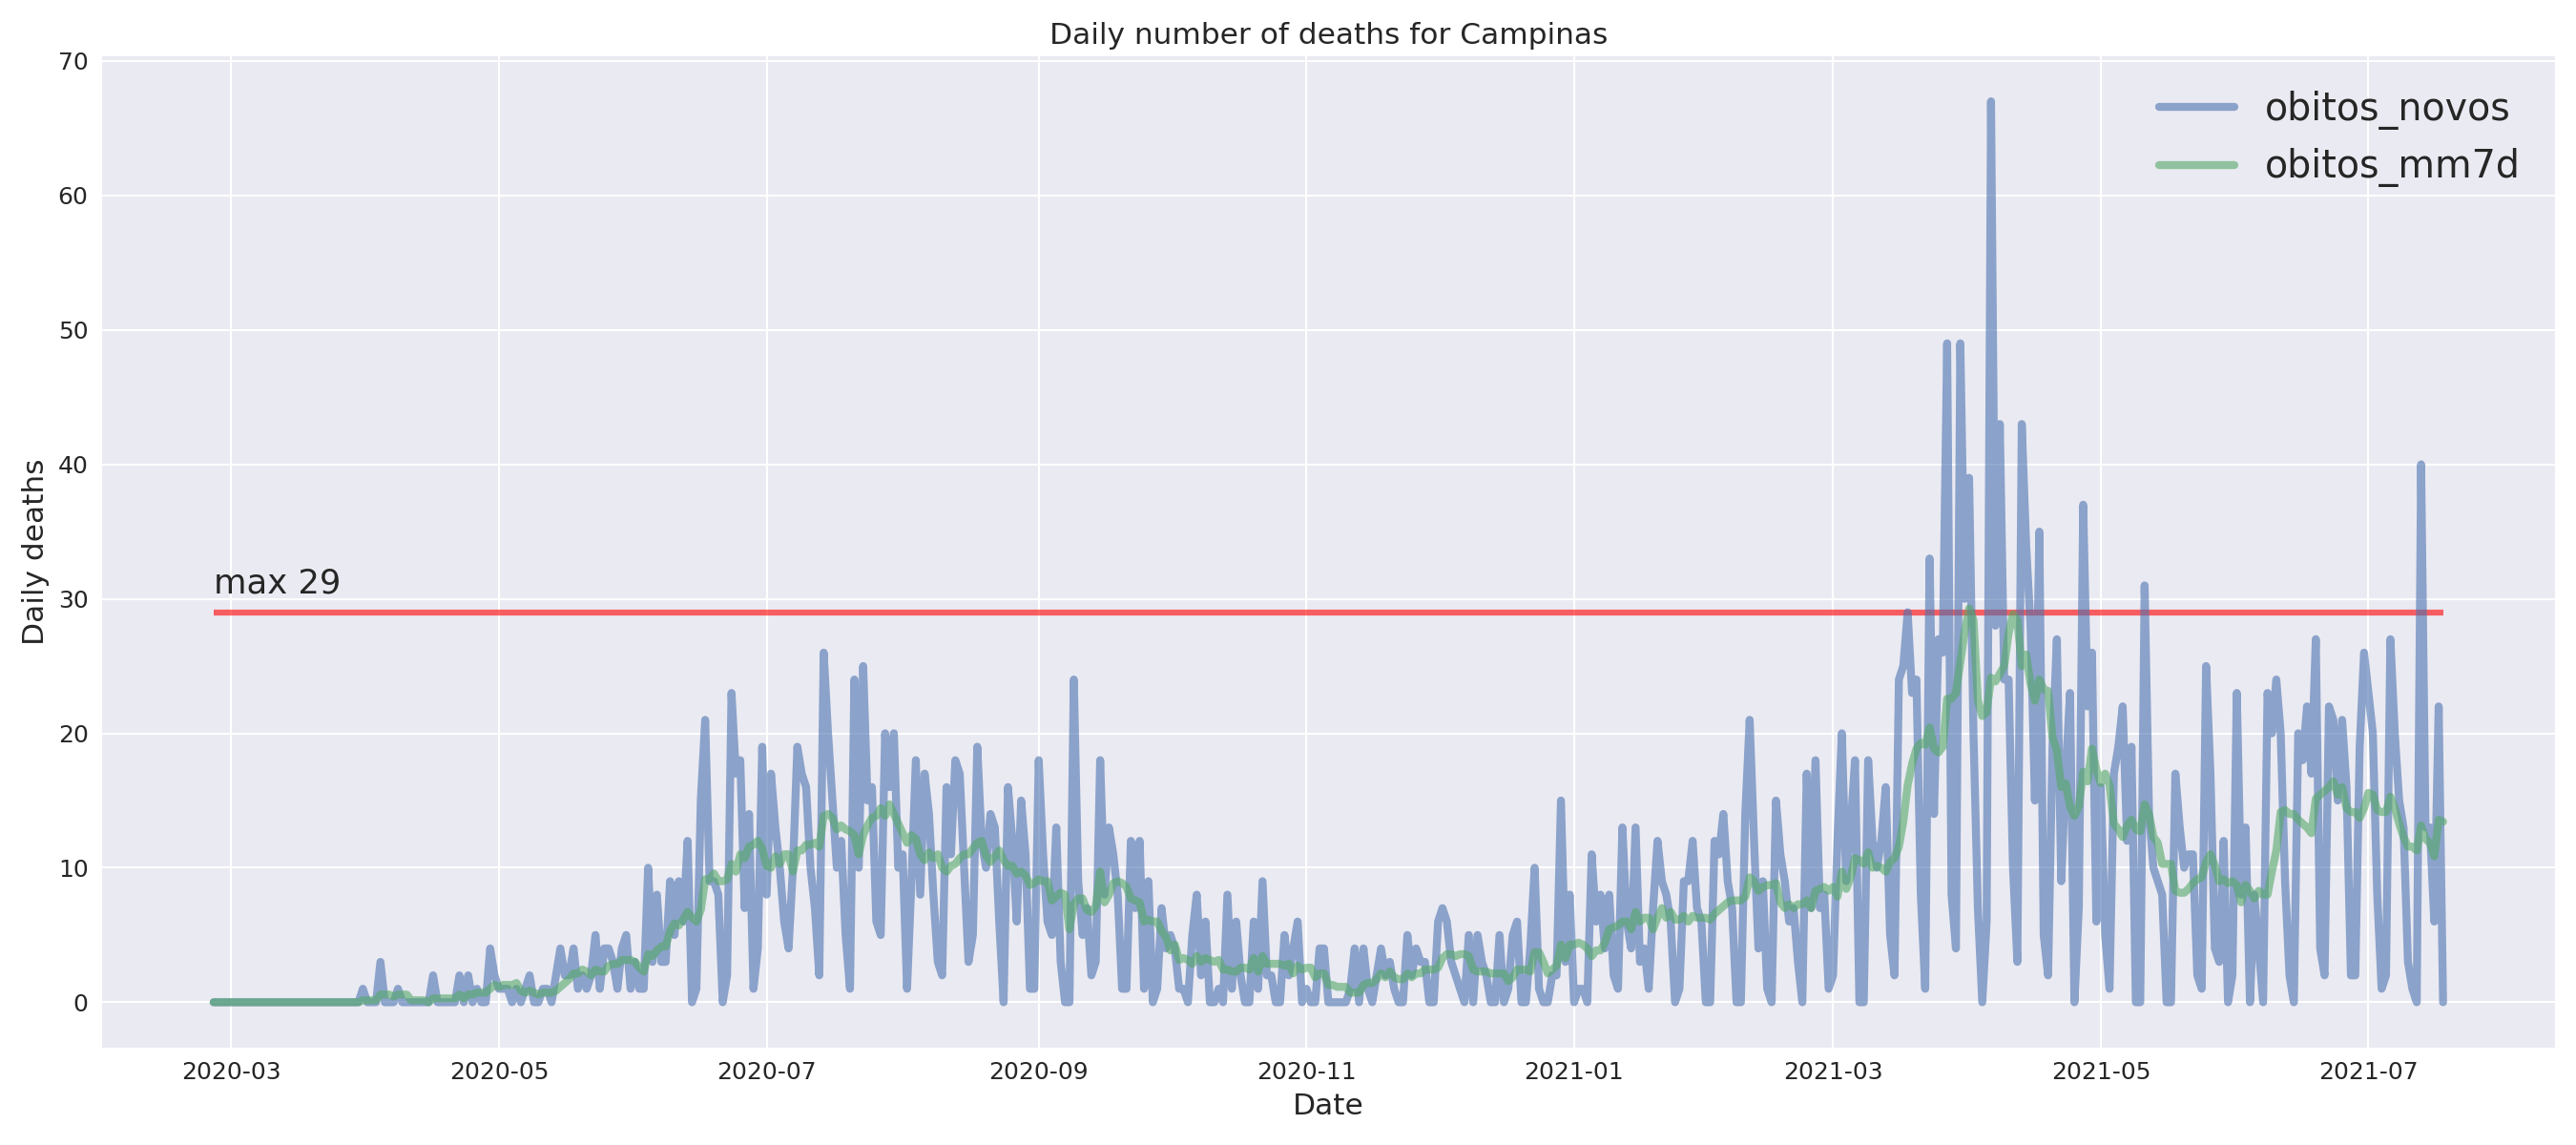 Daily number of deaths for Campinas
70
60
50
40
30
20
10
0
Daily deaths
max 29
obitos_novos
obitos_mm7d
2020-03 2020-05 2020-07 2020-09 2020-11 2021-01 2021-03 2021-05 2021-07
Date